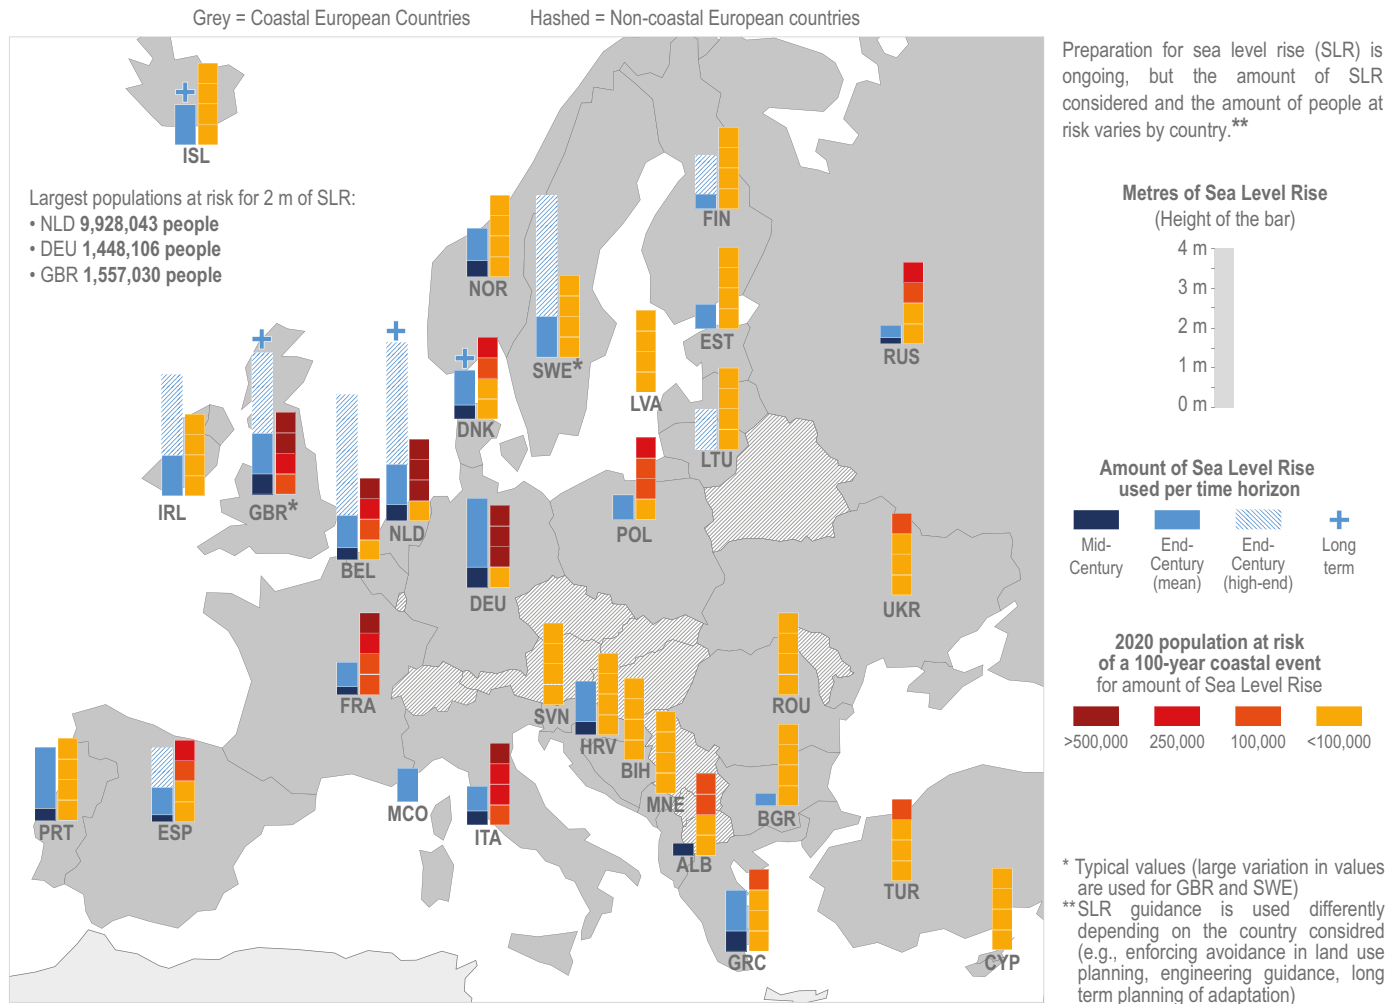 Grey = Coastal European Countries
Hashed = Non-coastal European countries
Preparation for sea level rise (SLR) is
ongoing, but the amount of SLR
considered and the amount of people at
risk varies by country.**
ISL
Largest populations at risk for 2 m of SLR:
• NLD 9,928,043 people
• DEU 1,448,106 people
• GBR 1,557,030 people
Metres of Sea Level Rise
(Height of the bar)
4 m
3 m
2 m
1 m
0 m
FIN
NOR
SWE*
EST
RUS
LVA
DNK
LTU
IRL
GBR*
NLD
BEL
POL
DEU
UKR
FRA
SVN
HRV
BIH
MNE
ROU
PRT
ESP
MCO
ITA
ALB
BGR
TUR
GRC
CYP
Amount of Sea Level Rise
used per time horizon
Mid-
Century
End-
Century
(mean)
End-
Century
(high-end)
Long
term
2020 population at risk
of a 100-year coastal event
for amount of Sea Level Rise
>500,000
250,000
100,000
<100,000
* Typical values (large variation in values
are used for GBR and SWE)
** SLR guidance is used differently
depending on the country considred
(e.g., enforcing avoidance in land use
planning, engineering guidance, long
term planning of adaptation)